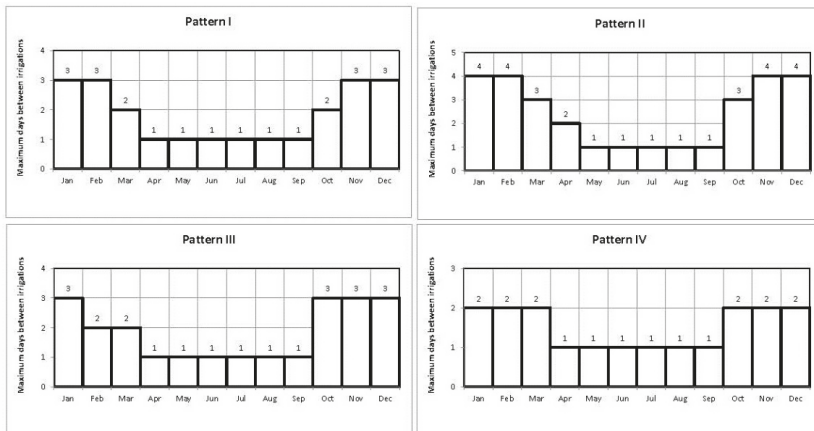 Pattern I
Maximum days between irrigations
4
3
2
1
0
3 3 2 1 1 1 1 1 1 2 3 3
Jan Feb Mar Apr May Jun Jul Aug Sep Oct Nov Dec
Pattern II
Maximum days between irrigations
5
4
3
2
1
0
4 4 3 2 1 1 1 1 1 3 4 4
Jan Feb Mar Apr May Jun Jul Aug Sep Oct Nov Dec
Pattern III
Maximum days between irrigations
4
3
2
1
0
3 2 2 1 1 1 1 1 1 3 3 3
Jan Feb Mar Apr May Jun Jul Aug Sep Oct Nov Dec
Pattern IV
Maximum days between irrigations
3
2
1
0
2 2 2 1 1 1 1 1 1 2 2 2
Jan Feb Mar Apr May Jun Jul Aug Sep Oct Nov Dec